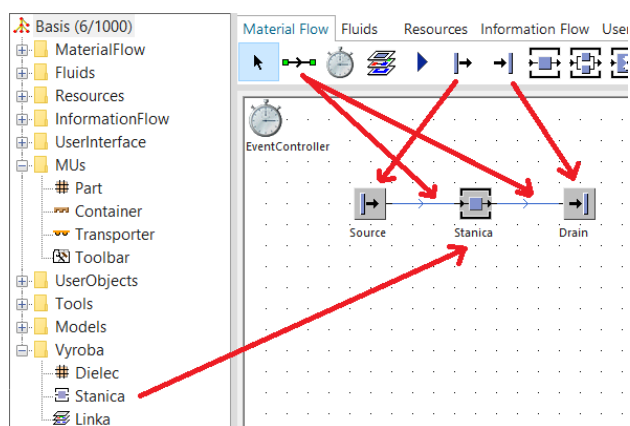 Basis (6/1000)
MaterialFlow
Fluids
Resources
InformationFlow
UserInterface
MUs
Part
Container
Transporter
Toolbar
UserObjects
Tools
Models
Vyroba
Dielec
Stanica
Linka
Material Flow Fluids Resources Information Flow User
EventController
Source Stanica Drain